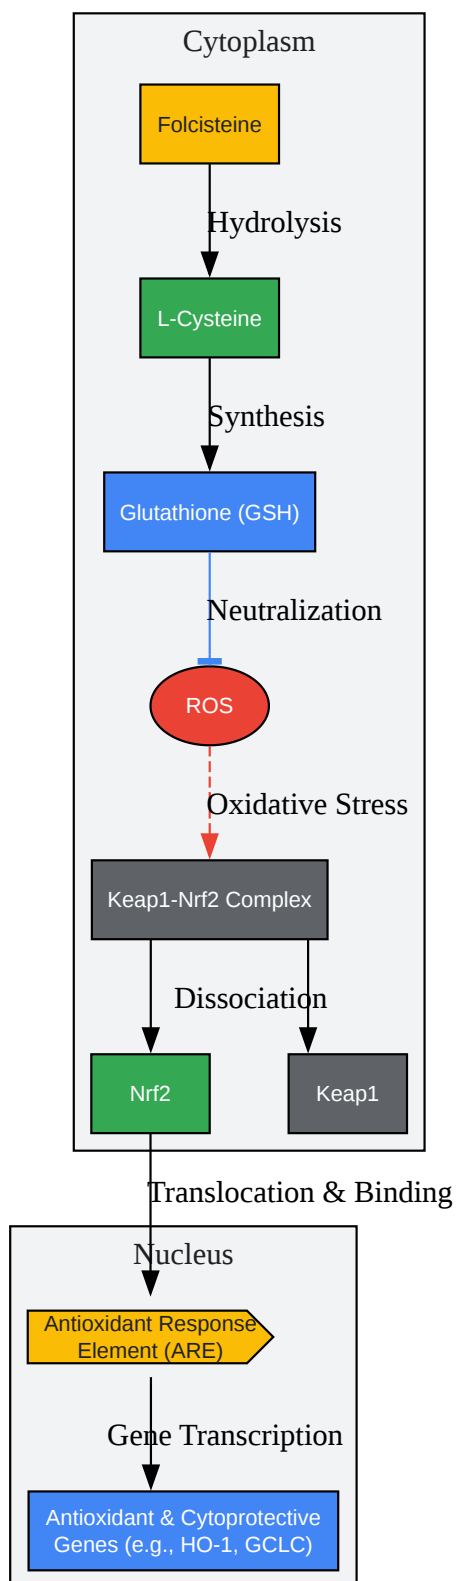 Cytoplasm
Folcisteine
Hydrolysis
L-Cysteine
Synthesis
Glutathione (GSH)
Neutralization
ROS
Oxidative Stress
Keap1-Nrf2 Complex
Dissociation
Nrf2
Keap1
Translocation & Binding
Nucleus
Antioxidant Response
Element (ARE)
Gene Transcription
Antioxidant & Cytoprotective
Genes (e.g., HO-1, GCLC)